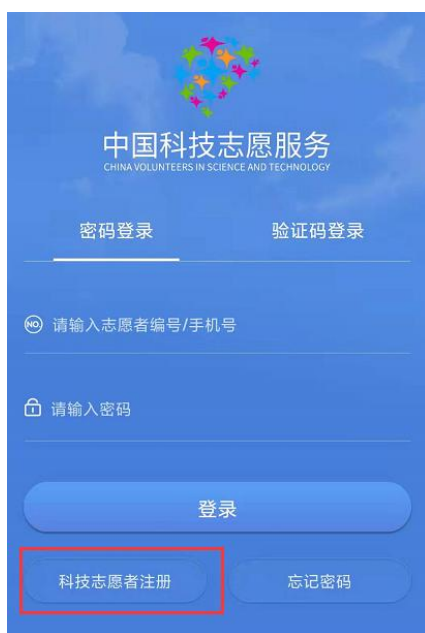 中国科技志愿服务
CHINA VOLUNTEERS IN SCIENCE AND TECHNOLOGY
密码登录 验证码登录
NO 请输入志愿者编号/手机号
请输入密码
登录
科技志愿者注册 忘记密码